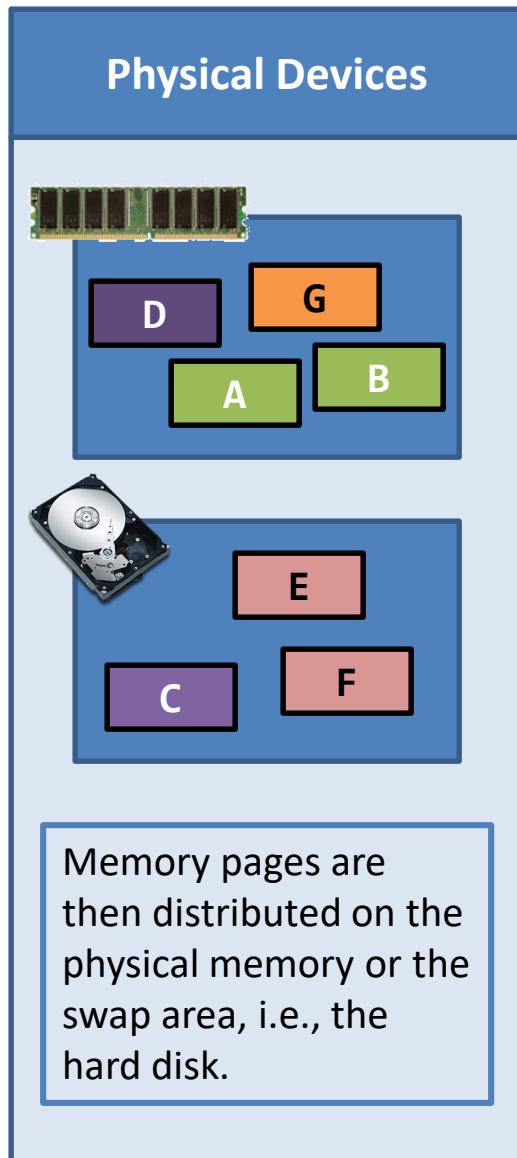 Physical Devices
D
G
A
B
E
C
F
Memory pages are
then distributed on the
physical memory or the
swap area, i.e., the
hard disk.